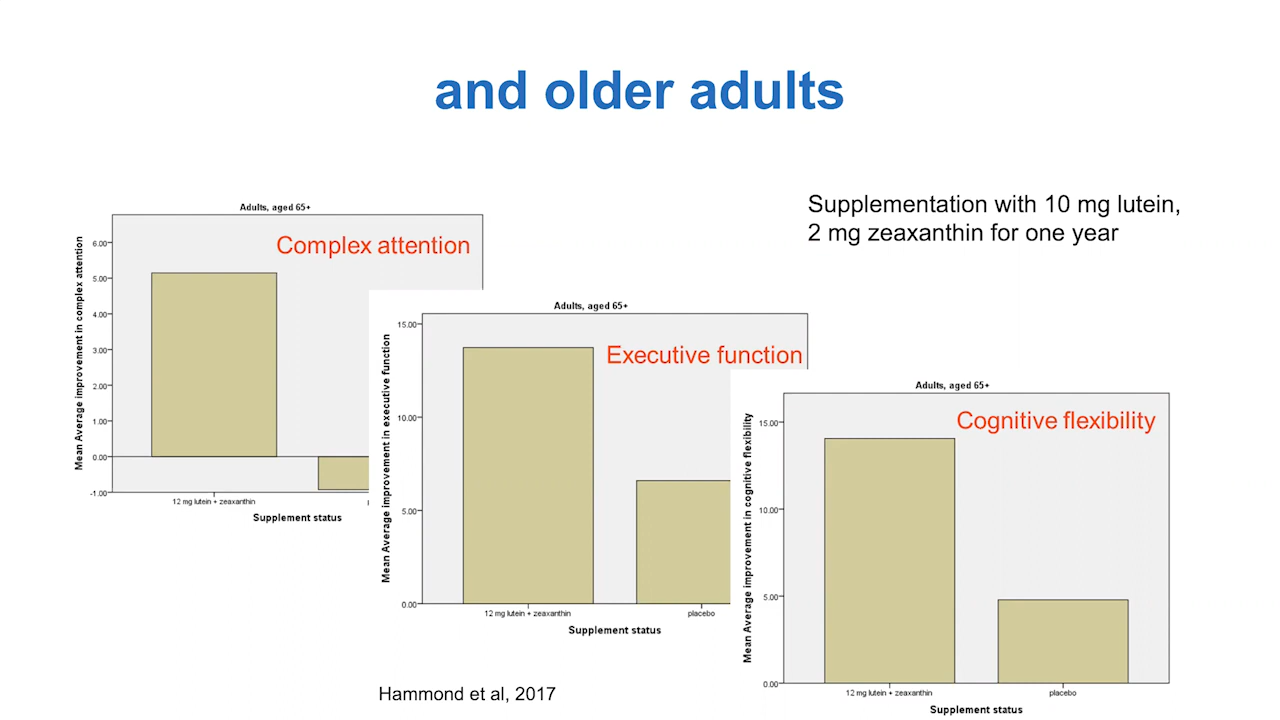 and older adults
Supplementation with 10 mg lutein,
2 mg zeaxanthin for one year
Adults, aged 65+
Complex attention
Mean Average improvement in complex attention
6.00
5.00
4.00
3.00
2.00
1.00
0.00
-1.00
12 mg lutein + zeaxanthin
Supplement status
Adults, aged 65+
Executive function
Mean Average improvement in executive function
15.00
10.00
5.00
0.00
12 mg lutein + zeaxanthin
placebo
Supplement status
Adults, aged 65+
Cognitive flexibility
Mean Average improvement in cognitive flexibility
15.00
10.00
5.00
0.00
12 mg lutein + zeaxanthin
placebo
Supplement status
Hammond et al, 2017